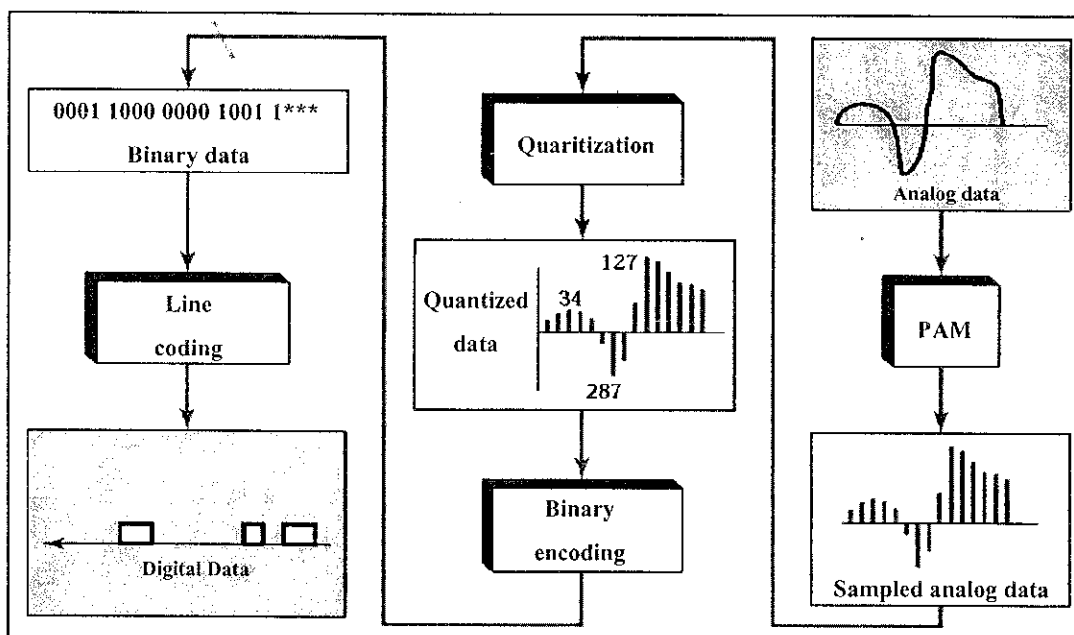 0001 1000 0000 1001 1***
Binary data
Line
coding
Digital Data
Quaritization
127
34
Quantized
data
287
Binary
encoding
Analog data
PAM
Sampled analog data